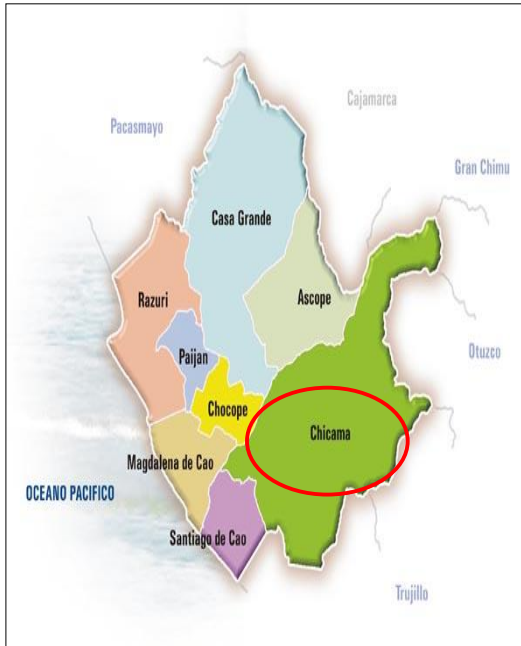 Cajamarca
Pacasmayo
Gran Chimu
Casa Grande
Razuri
Ascope
Otuzco
Paijan
Chocope
Chicama
Magdalena de Cao
OCEANO PACIFICO
Santiago de Cao
Trujillo